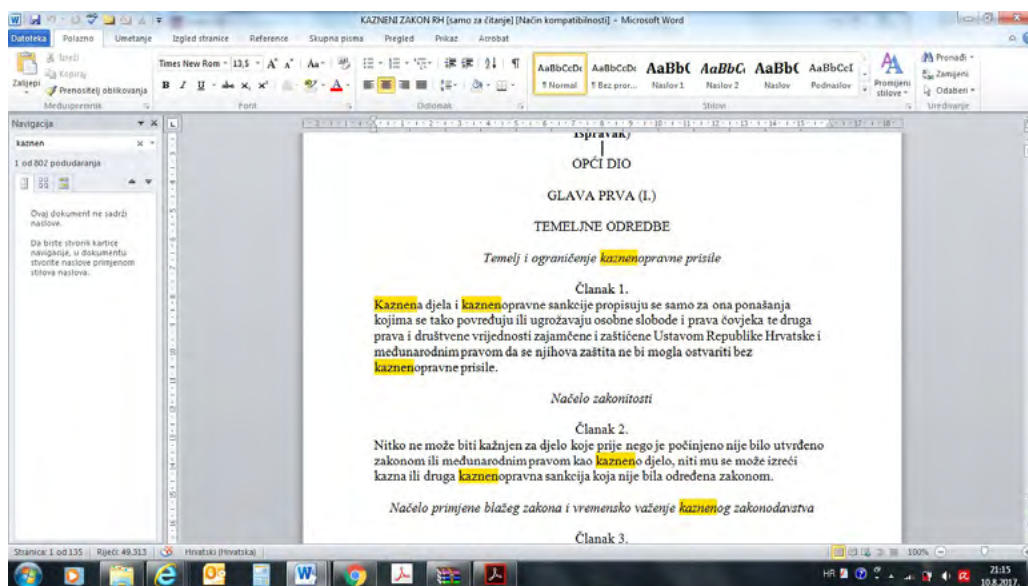 KAZNENI ZAKON RH [samo za čitanje] [Način kompatibilnosti] - Microsoft Word
Datoteka Polazno Umetanje Izgled stranice Reference Skupna pisma Pregled Prikaz Acrobat
Zalijepi
Izreži
Kopiraj
Prenositelj oblikovanja
Međuspremnik
Times New Rom 13,5
Font
Odlomak
AaBbCcDc AaBbCcDc AaBb( AaBbC AaBb( AaBbCcI
¶ Normal ¶ Bez pror... Naslov 1 Naslov 2 Naslov Podnaslov
Stilovi
Promijeni stilove
Pronađi
Zamijeni
Odaberi
Uređivanje
Navigacija
kaznen
1 od 802 podudaranja
Ovaj dokument ne sadrži
naslove.
Da biste stvorili kartice
navigacije, u dokumentu
stvorite naslove primjenom
stilova naslova.
Ispravak)
OPĆI DIO
GLAVA PRVA (I.)
TEMELJNE ODREDBE
Temelj i ograničenje kaznenopravne prisile
Članak 1.
Kaznena djela i kaznenopravne sankcije propisuju se samo za ona ponašanja
kojima se tako povređuju ili ugrožavaju osobne slobode i prava čovjeka te druga
prava i društvene vrijednosti zajamčene i zaštićene Ustavom Republike Hrvatske i
međunarodnim pravom da se njihova zaštita ne bi mogla ostvariti bez
kaznenopravne prisile.
Načelo zakonitosti
Članak 2.
Nitko ne može biti kažnjen za djelo koje prije nego je počinjeno nije bilo utvrđeno
zakonom ili međunarodnim pravom kao kazneno djelo, niti mu se može izreći
kazna ili druga kaznenopravna sankcija koja nije bila određena zakonom.
Načelo primjene blažeg zakona i vremensko važenje kaznenog zakonodavstva
Članak 3.
Stranica: 1 od 135 Riječi: 49.313 Hrvatski (Hrvatska) 100%
HR 21:15
10.8.201